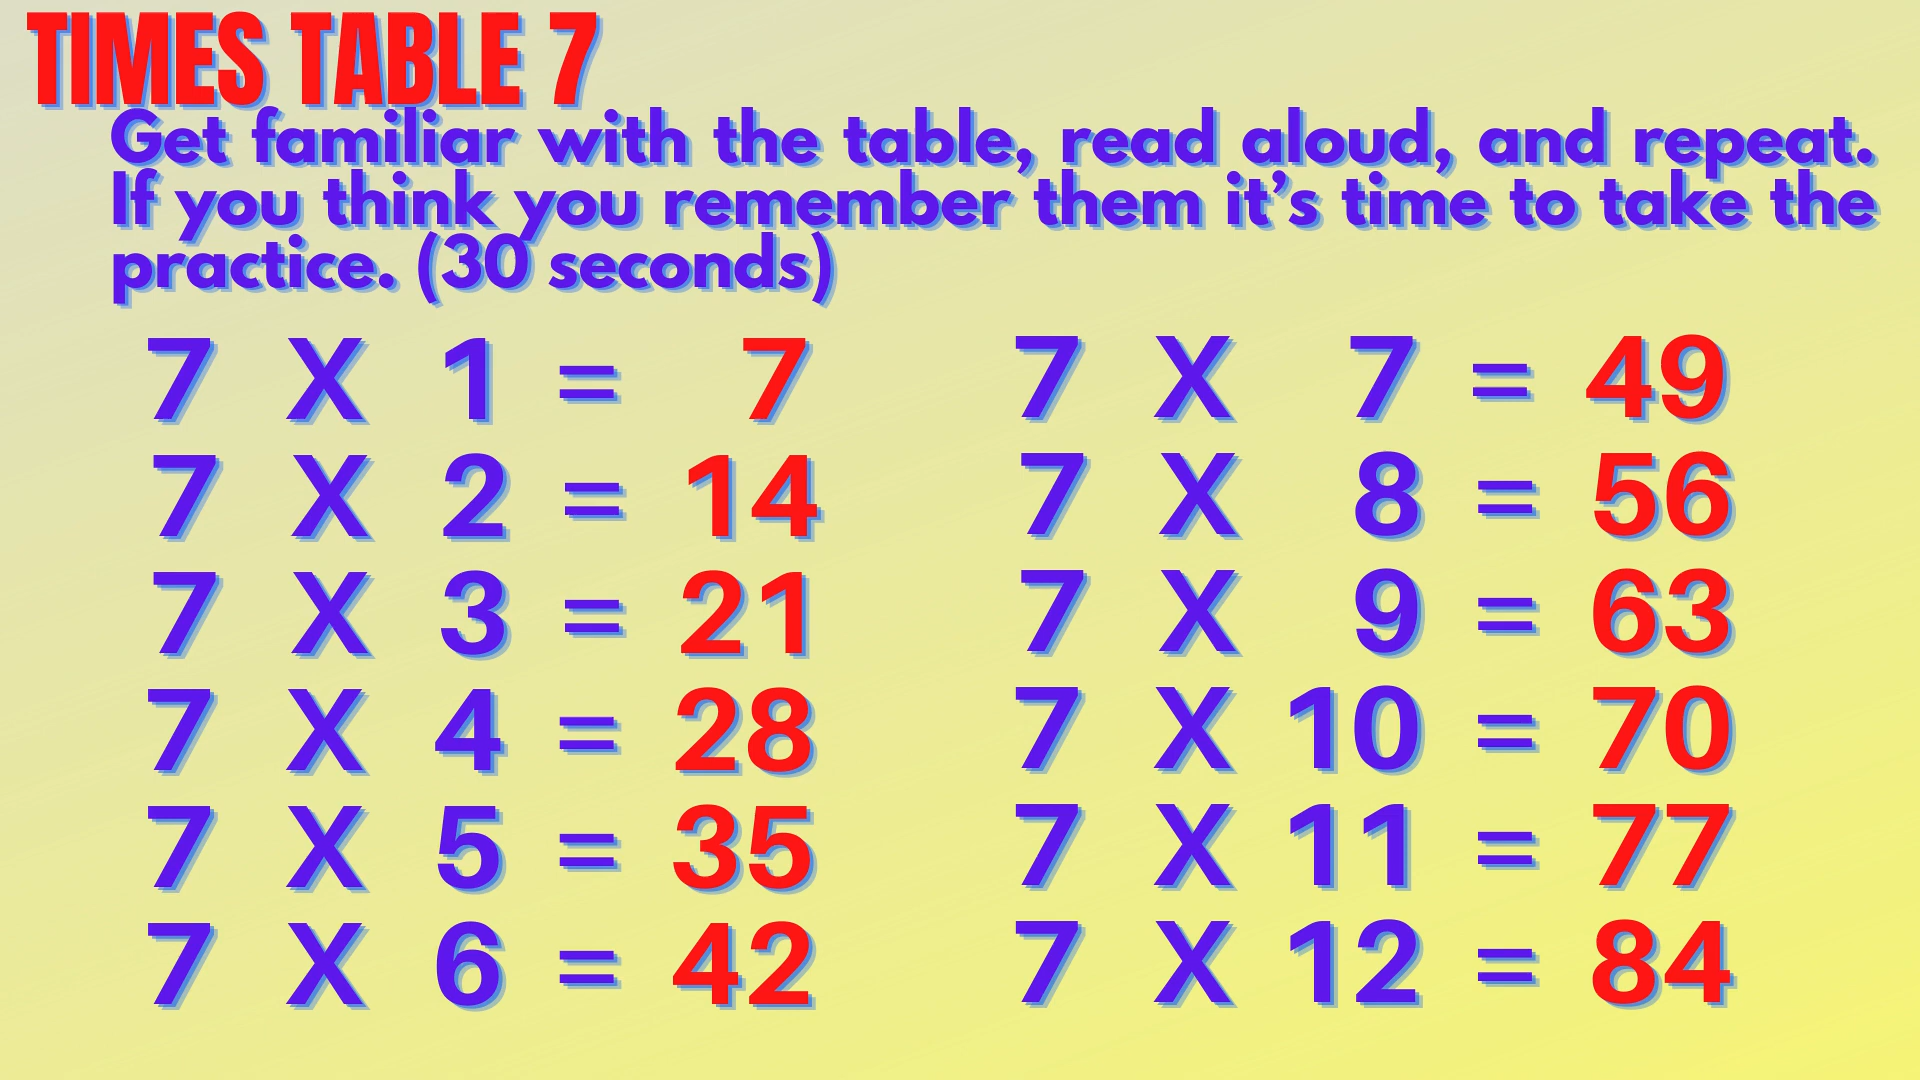 TIMES TABLE 7
Get familiar with the table, read aloud, and repeat.
If you think you remember them it’s time to take the
practice. (30 seconds)
7 X 1 = 7
7 X 2 = 14
7 X 3 = 21
7 X 4 = 28
7 X 5 = 35
7 X 6 = 42
7 X 7 = 49
7 X 8 = 56
7 X 9 = 63
7 X 10 = 70
7 X 11 = 77
7 X 12 = 84